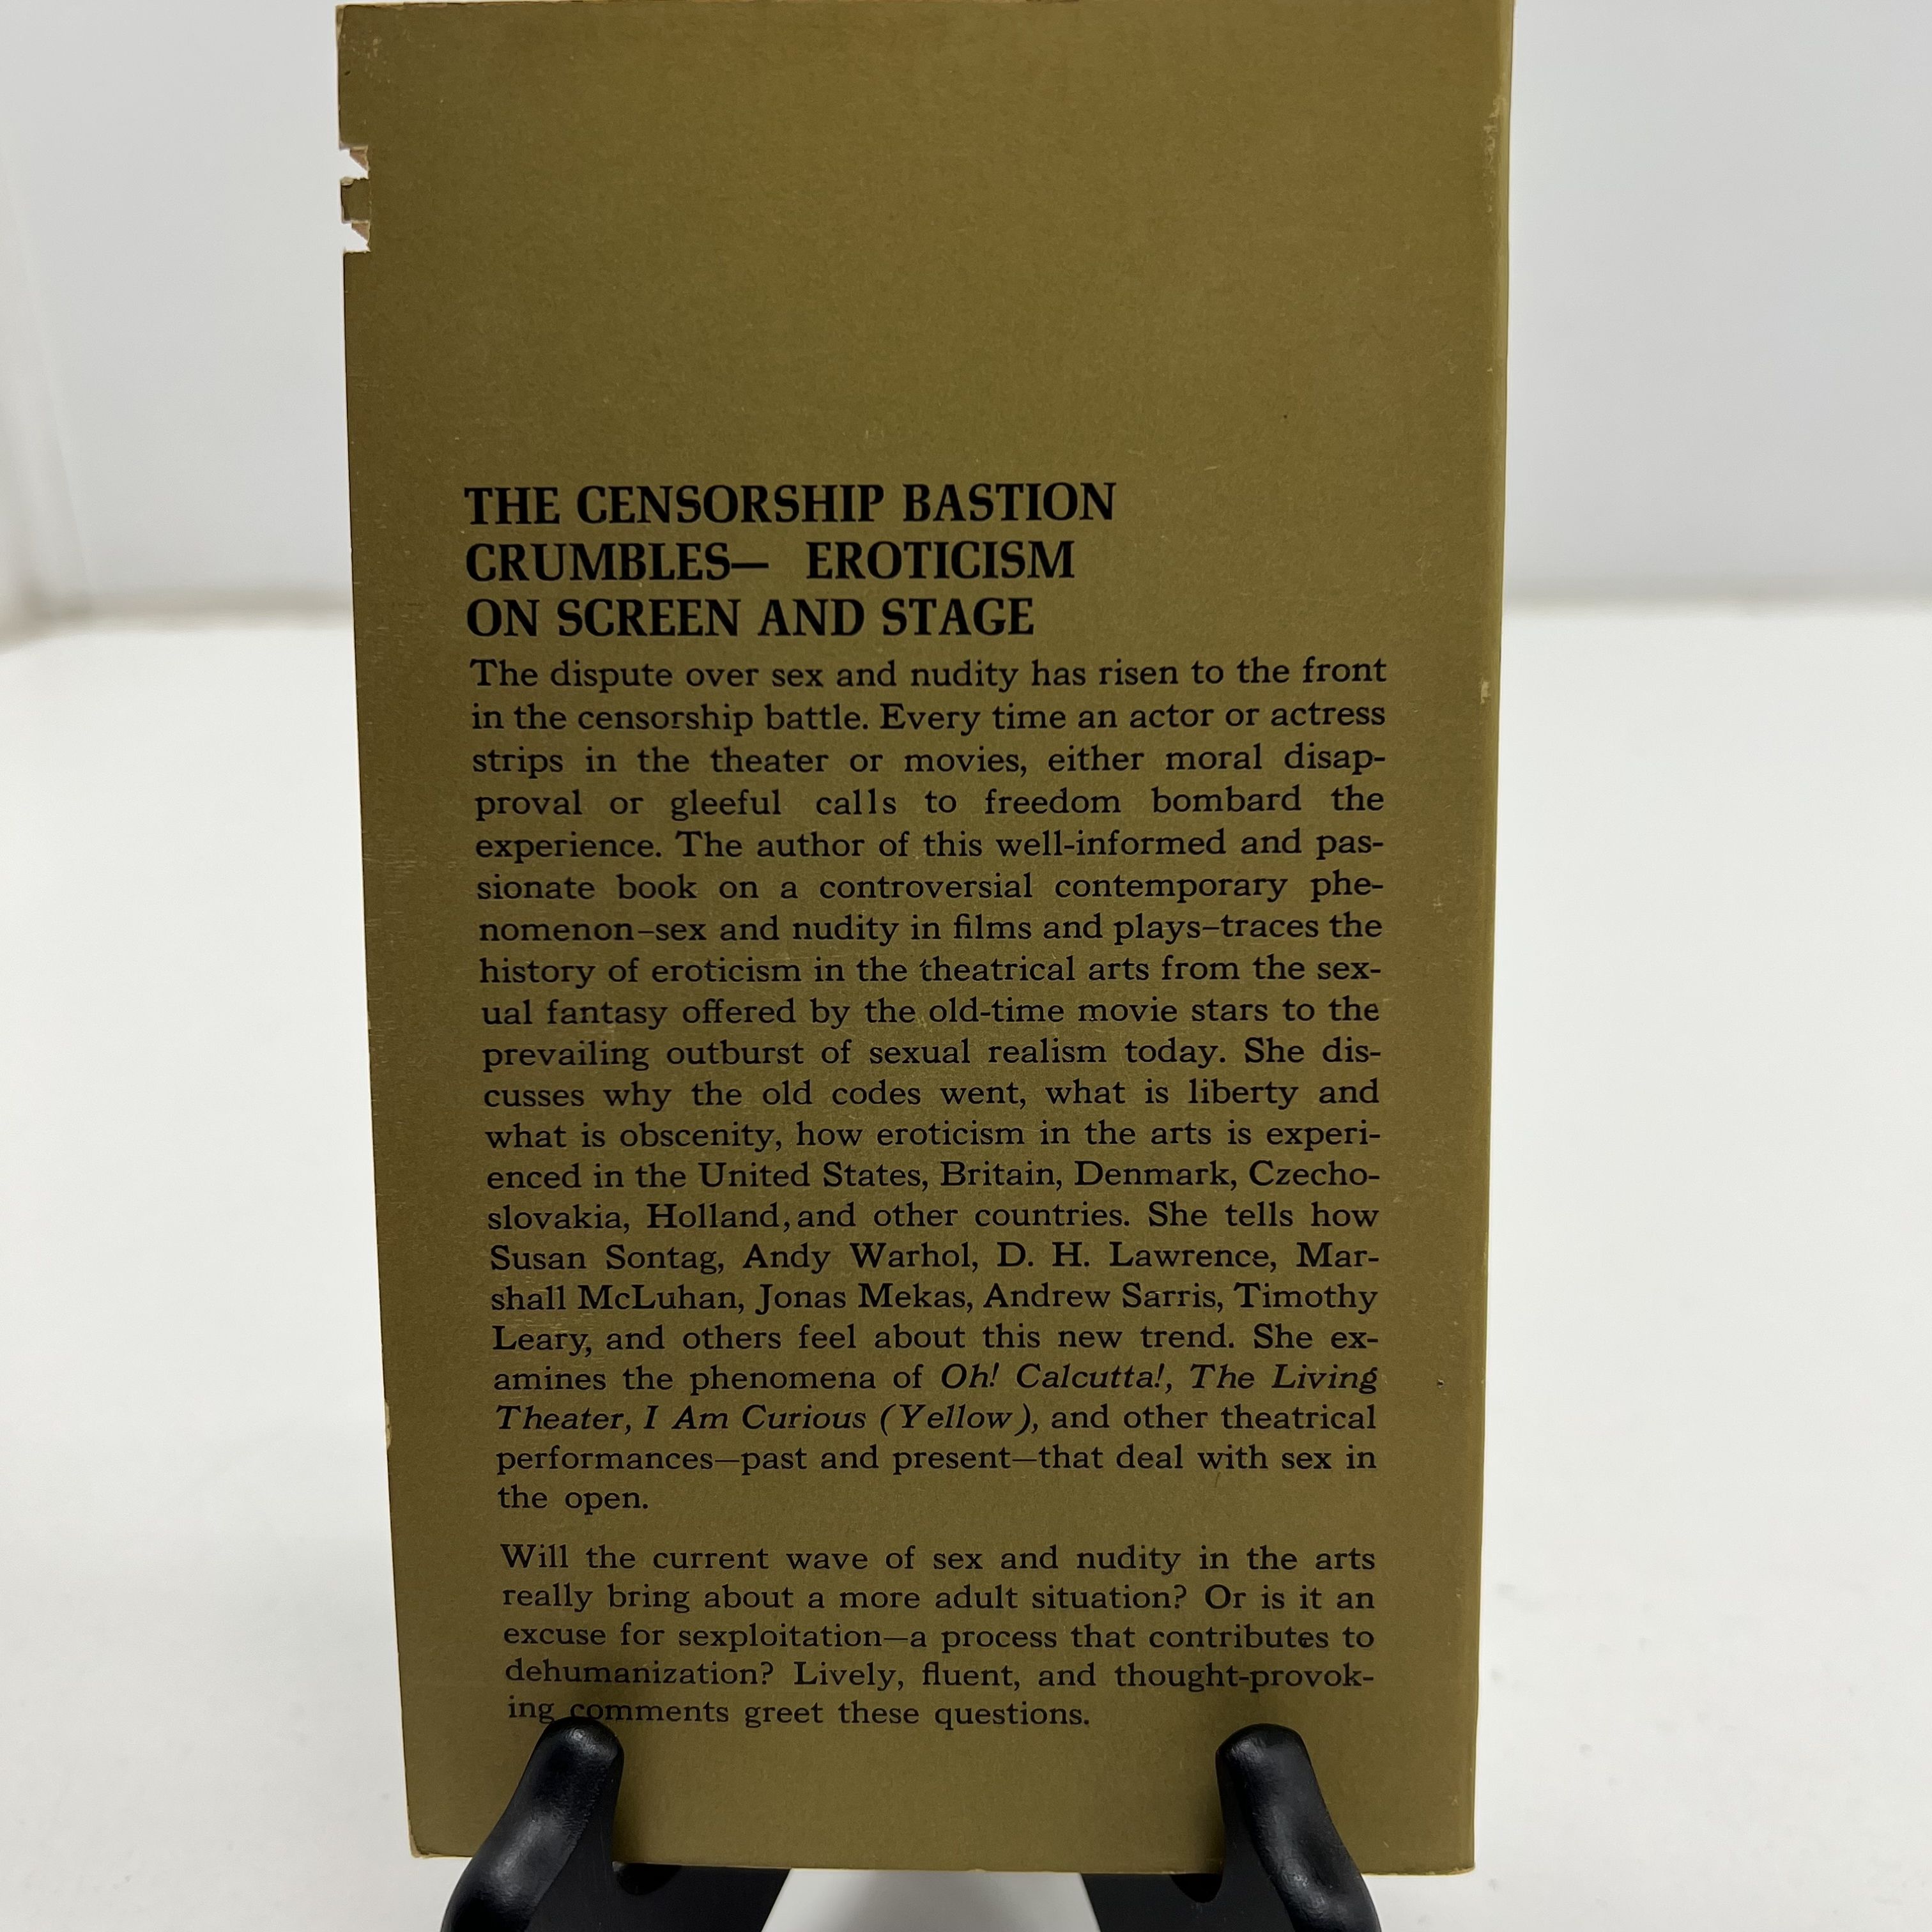 THE CENSORSHIP BASTION
CRUMBLES— EROTICISM
ON SCREEN AND STAGE
The dispute over sex and nudity has risen to the front
in the censorship battle. Every time an actor or actress
strips in the theater or movies, either moral disap-
proval or gleeful calls to freedom bombard the
experience. The author of this well-informed and pas-
sionate book on a controversial contemporary phe-
nomenon–sex and nudity in films and plays–traces the
history of eroticism in the theatrical arts from the sex-
ual fantasy offered by the old-time movie stars to the
prevailing outburst of sexual realism today. She dis-
cusses why the old codes went, what is liberty and
what is obscenity, how eroticism in the arts is experi-
enced in the United States, Britain, Denmark, Czecho-
slovakia, Holland, and other countries. She tells how
Susan Sontag, Andy Warhol, D. H. Lawrence, Mar-
shall McLuhan, Jonas Mekas, Andrew Sarris, Timothy
Leary, and others feel about this new trend. She ex-
amines the phenomena of Oh! Calcutta!, The Living
Theater, I Am Curious (Yellow), and other theatrical
performances—past and present—that deal with sex in
the open.
Will the current wave of sex and nudity in the arts
really bring about a more adult situation? Or is it an
excuse for sexploitation—a process that contributes to
dehumanization? Lively, fluent, and thought-provok-
ing comments greet these questions.